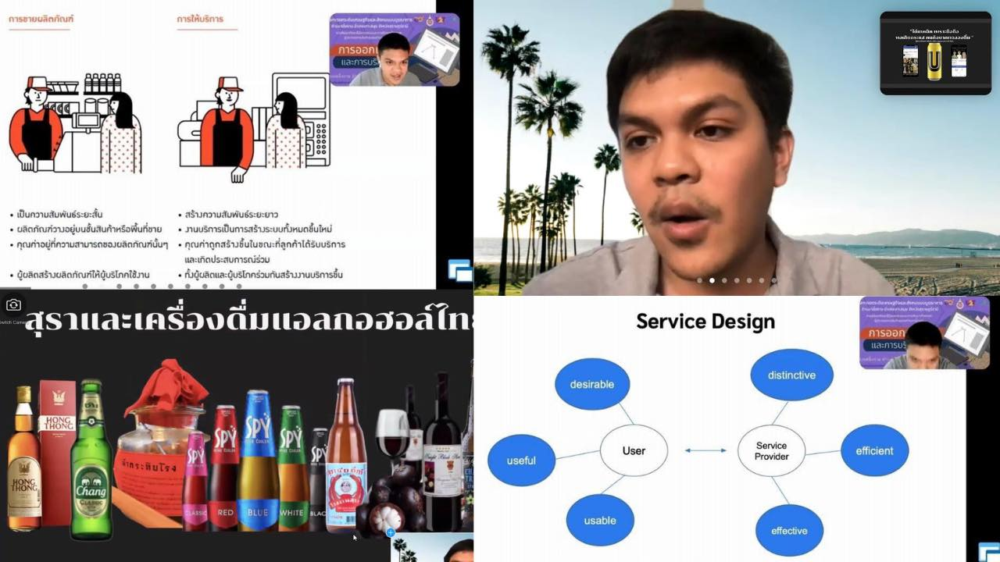 การขายผลิตภัณฑ์
การให้บริการ
• เป็นความสัมพันธ์ระยะสั้น
• ผลิตภัณฑ์วางอยู่บนชั้นสินค้าหรือพื้นที่ขาย
• คุณค่าอยู่ที่ความสามารถของผลิตภัณฑ์นั้นๆ
• ผู้ผลิตสร้างผลิตภัณฑ์ให้ผู้บริโภคใช้งาน
• สร้างความสัมพันธ์ระยะยาว
• งานบริการเป็นการสร้างระบบทั้งหมดขึ้นใหม่
• คุณค่าถูกสร้างขึ้นในขณะที่ลูกค้าได้รับบริการ
และเกิดประสบการณ์ร่วม
• ทั้งผู้ผลิตและผู้บริโภคร่วมกันสร้างงานบริการขึ้น
การออก
และการบริ
U
สุราและเครื่องดื่มแอลกอฮอล์ไทย
HONG
THONG
HONG
THONG
Chang
CLASSIC
SPY
CLASSIC
SPY
WINE COOLER
RED
SPY
WINE COOLER
BLUE
SPY
WINE COOLER
WHITE
SPY
BLACK
Service Design
การออก
และการบริ
desirable
distinctive
useful
User
Service
Provider
efficient
usable
effective